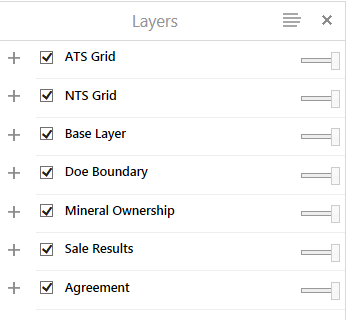 Layers
ATS Grid
NTS Grid
Base Layer
Doe Boundary
Mineral Ownership
Sale Results
Agreement